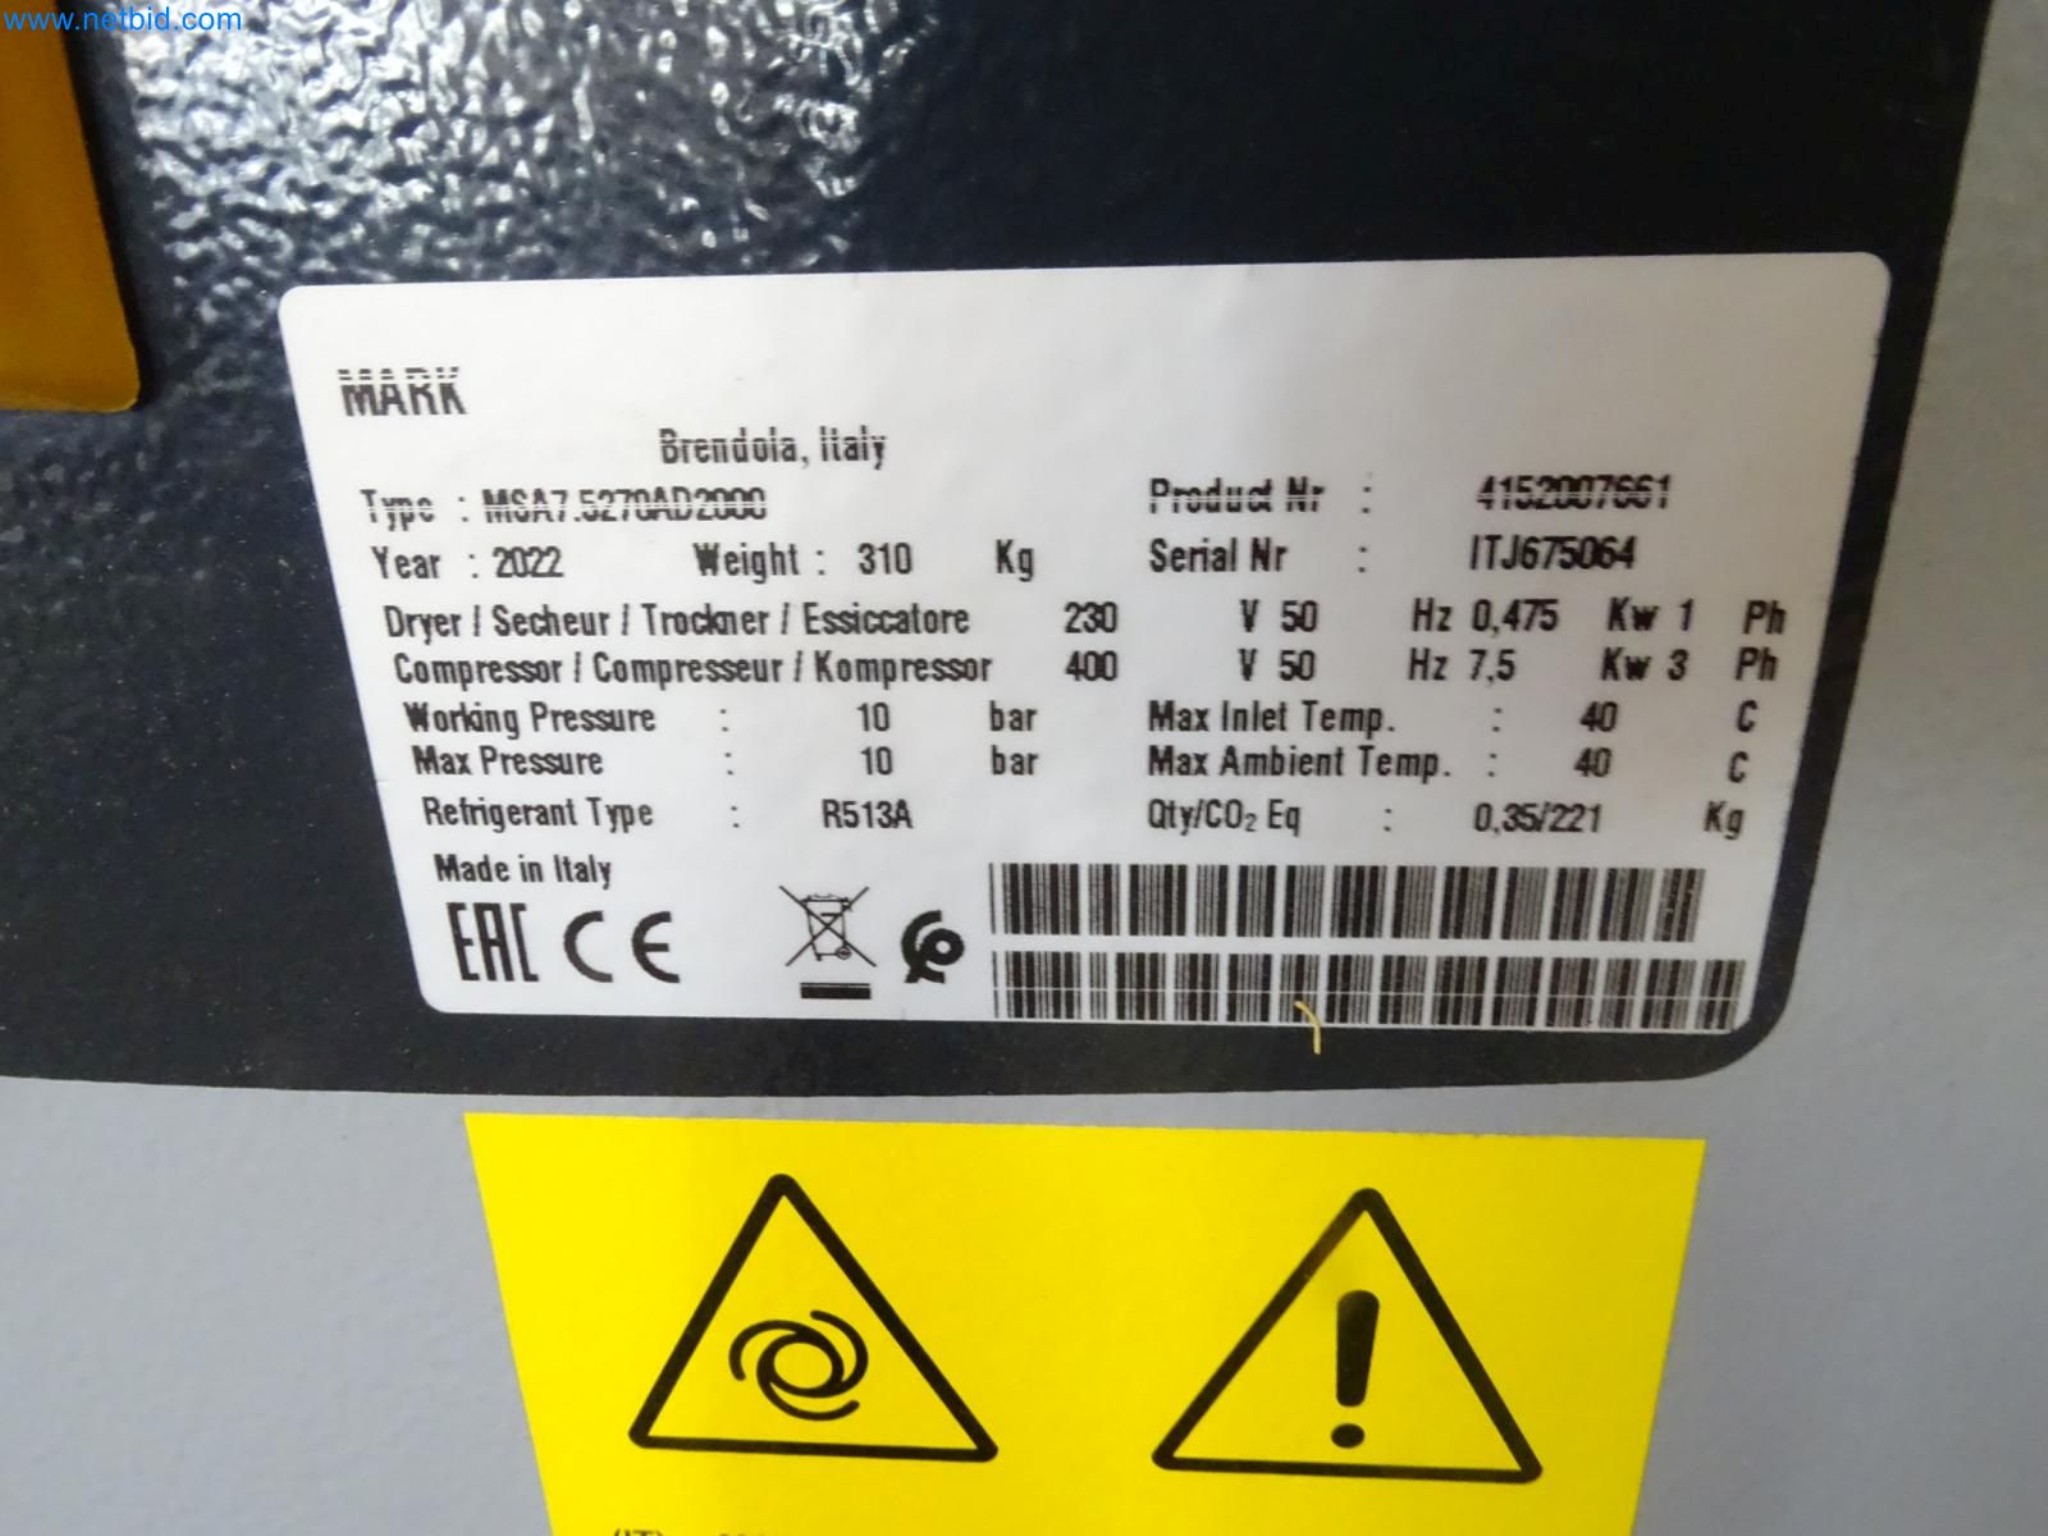 www.netbid.com
MARK
Brendola, Italy
Type : MSA7.5270AD2000 Product Nr : 4152007661
Year : 2022 Weight : 310 Kg Serial Nr : ITJ675064
Dryer / Secheur / Trockner / Essiccatore 230 V 50 Hz 0,475 Kw 1 Ph
Compressor / Compresseur / Kompressor 400 V 50 Hz 7,5 Kw 3 Ph
Working Pressure : 10 bar Max Inlet Temp. : 40 C
Max Pressure : 10 bar Max Ambient Temp. : 40 C
Refrigerant Type : R513A Qty/CO₂ Eq : 0,35/221 Kg
Made in Italy
EAC CE